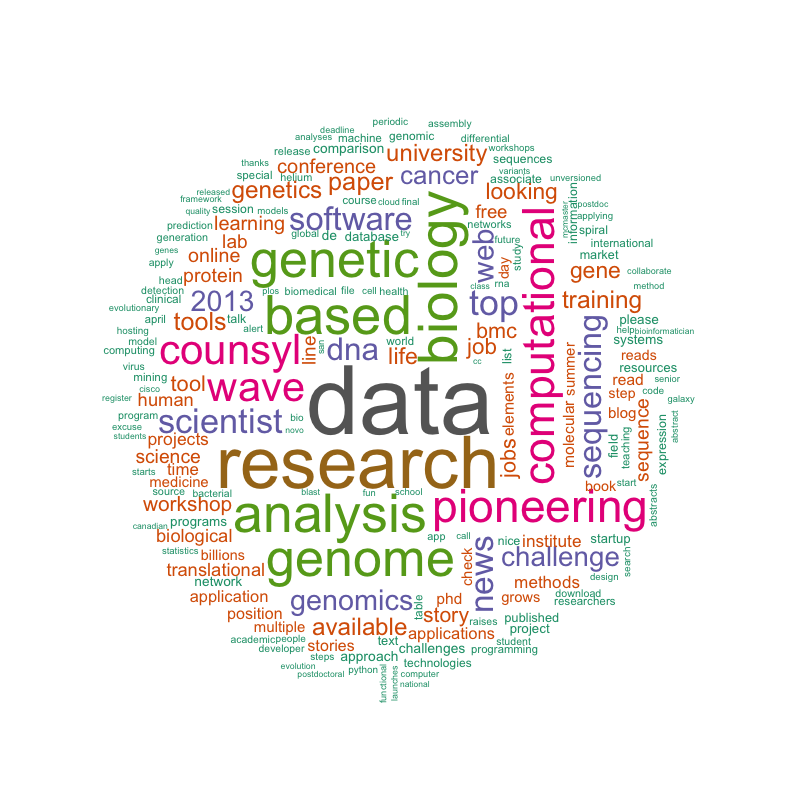 periodic
assembly
deadline
analyses
machine
genomic
differential
release
comparison
university
workshops
sequences
thanks
conference
cancer
variants
special
helium
paper
associate
unversioned
released
genetics
looking
framework
course
cloud
final
postdoc
quality
session
models
software
biology
free
applying
information
mcmaster
prediction
learning
networks
spiral
generation
lab
global
de
database
try
web
future
computational
international
genes
online
genetic
study
market
apply
head
protein
plos
biomedical
file
cell
health
day
class
rna
gene
collaborate
detection
method
clinical
2013
based
top
training
evolutionary
april
tools
talk
alert
bmc
please
hosting
help
bioinformatician
model
counsyl
line
san
dna
world
life
job
list
sequencing
systems
computing
reads
virus
cc
resources
mining
tool
wave
data
elements
molecular
summer
read
senior
cisco
step
code
register
human
galaxy
program
scientist
bio
blog
excuse
novo
field
teaching
sequence
expression
abstract
students
projects
science
research
jobs
starts
time
medicine
book
start
source
bacterial
blast
fun
school
workshop
analysis
pioneering
abstracts
canadian
programs
biological
app
call
nice
institute
startup
statistics
billions
genome
news
challenge
search
translational
check
network
methods
design
application
genomics
phd
grows
download
researchers
position
table
story
raises
published
multiple
available
applications
project
academic
people
text
student
developer
stories
challenges
programming
steps
approach
technologies
evolution
postdoctoral
python
functional
launches
computer
national